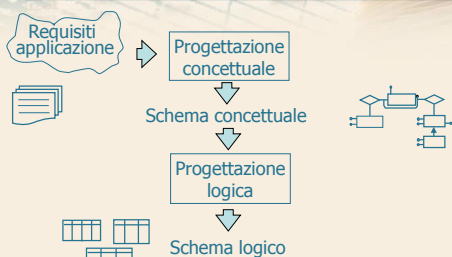 Requisiti
applicazione
Progettazione
concettuale
Schema concettuale
Progettazione
logica
Schema logico